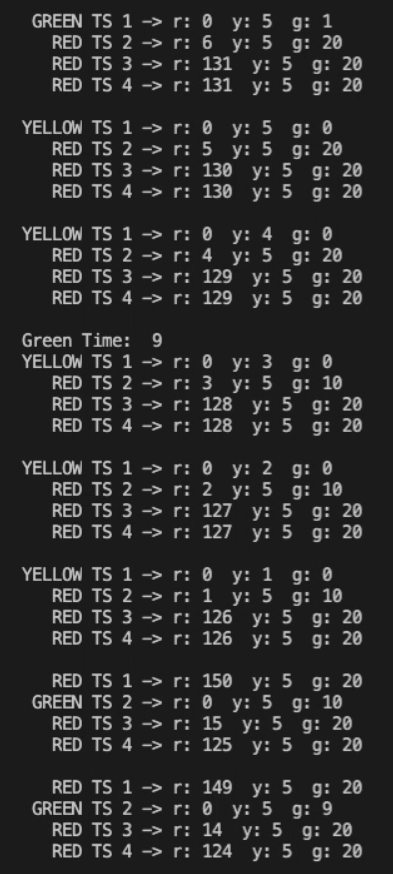 GREEN TS 1 -> r: 0 y: 5 g: 1
RED TS 2 -> r: 6 y: 5 g: 20
RED TS 3 -> r: 131 y: 5 g: 20
RED TS 4 -> r: 131 y: 5 g: 20
YELLOW TS 1 -> r: 0 y: 5 g: 0
RED TS 2 -> r: 5 y: 5 g: 20
RED TS 3 -> r: 130 y: 5 g: 20
RED TS 4 -> r: 130 y: 5 g: 20
YELLOW TS 1 -> r: 0 y: 4 g: 0
RED TS 2 -> r: 4 y: 5 g: 20
RED TS 3 -> r: 129 y: 5 g: 20
RED TS 4 -> r: 129 y: 5 g: 20
Green Time: 9
YELLOW TS 1 -> r: 0 y: 3 g: 0
RED TS 2 -> r: 3 y: 5 g: 10
RED TS 3 -> r: 128 y: 5 g: 20
RED TS 4 -> r: 128 y: 5 g: 20
YELLOW TS 1 -> r: 0 y: 2 g: 0
RED TS 2 -> r: 2 y: 5 g: 10
RED TS 3 -> r: 127 y: 5 g: 20
RED TS 4 -> r: 127 y: 5 g: 20
YELLOW TS 1 -> r: 0 y: 1 g: 0
RED TS 2 -> r: 1 y: 5 g: 10
RED TS 3 -> r: 126 y: 5 g: 20
RED TS 4 -> r: 126 y: 5 g: 20
RED TS 1 -> r: 150 y: 5 g: 20
GREEN TS 2 -> r: 0 y: 5 g: 10
RED TS 3 -> r: 15 y: 5 g: 20
RED TS 4 -> r: 125 y: 5 g: 20
RED TS 1 -> r: 149 y: 5 g: 20
GREEN TS 2 -> r: 0 y: 5 g: 9
RED TS 3 -> r: 14 y: 5 g: 20
RED TS 4 -> r: 124 y: 5 g: 20